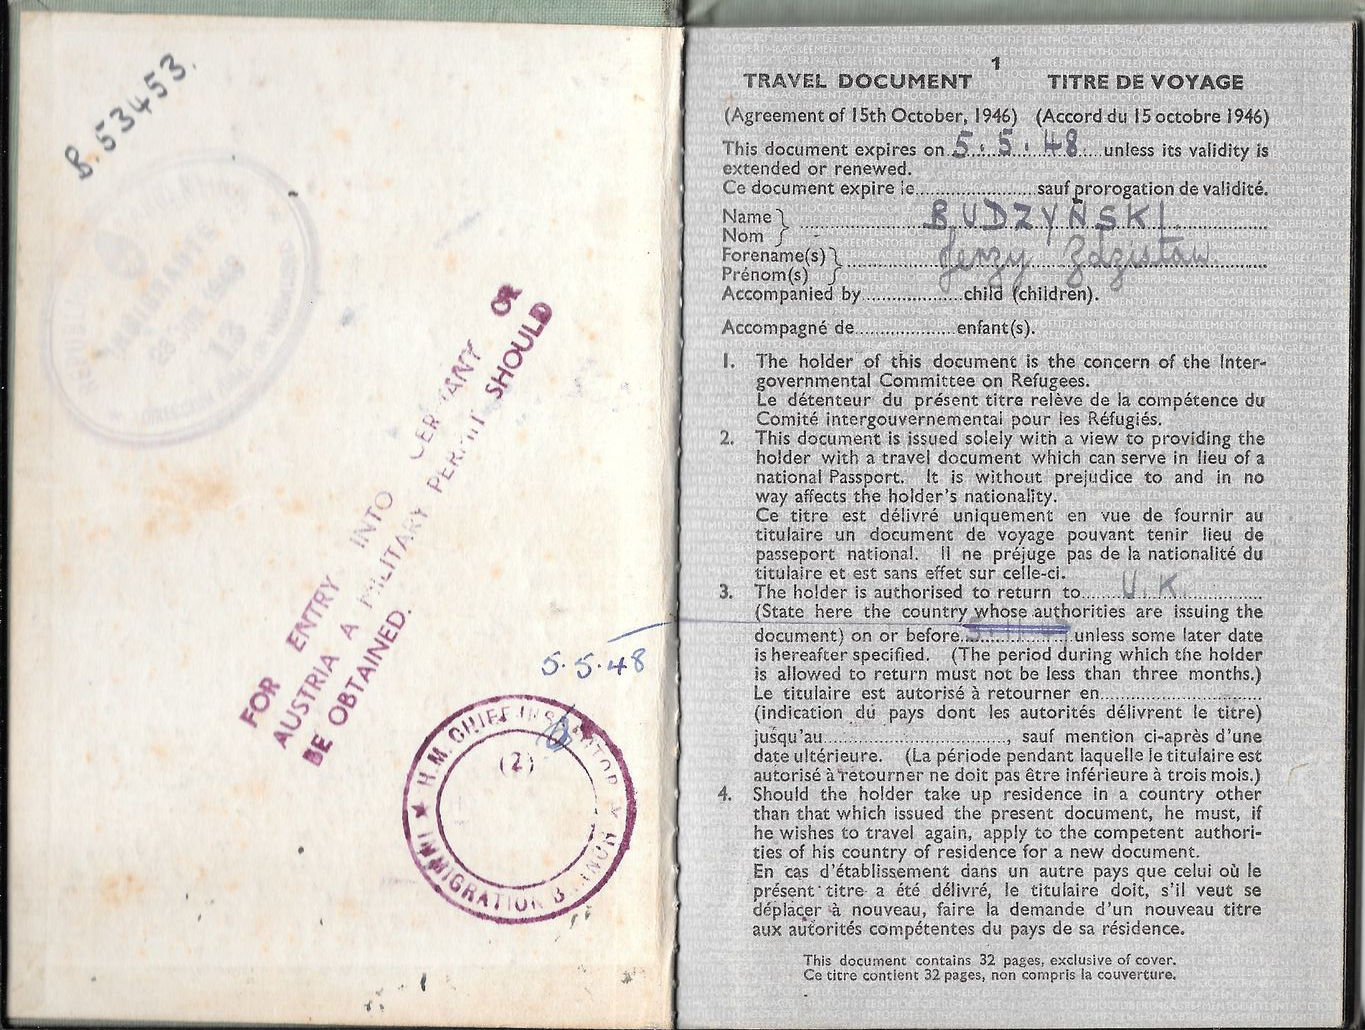 B.53453.
INMIGRANTE
13
FOR ENTRY INTO GERMANY OR
AUSTRIA A MILITARY PERMIT SHOULD
BE OBTAINED.
5.5.48
H.M. CHIEF INSPECTOR
(2)
IMMIGRATION BRANCH
1
TRAVEL DOCUMENT TITRE DE VOYAGE
(Agreement of 15th October, 1946) (Accord du 15 octobre 1946)
This document expires on 5.5.48 unless its validity is
extended or renewed.
Ce document expire le.................... sauf prorogation de validité.
Name } BUDZYŃSKI
Nom
Forename(s) } Jerzy Zdzisław
Prénom(s)
Accompanied by.................child (children).
Accompagné de.................enfant(s).
1. The holder of this document is the concern of the Inter-
governmental Committee on Refugees.
Le détenteur du présent titre relève de la compétence du
Comité intergouvernemental pour les Réfugiés.
2. This document is issued solely with a view to providing the
holder with a travel document which can serve in lieu of a
national Passport. It is without prejudice to and in no
way affects the holder's nationality.
Ce titre est délivré uniquement en vue de fournir au
titulaire un document de voyage pouvant tenir lieu de
passeport national. Il ne préjuge pas de la nationalité du
titulaire et est sans effet sur celle-ci.
3. The holder is authorised to return to......U.K.............
(State here the country whose authorities are issuing the
document) on or before.................unless some later date
is hereafter specified. (The period during which the holder
is allowed to return must not be less than three months.)
Le titulaire est autorisé à retourner en...........................
(indication du pays dont les autorités délivrent le titre)
jusqu'au..............................., sauf mention ci-après d'une
date ultérieure. (La période pendant laquelle le titulaire est
autorisé à retourner ne doit pas être inférieure à trois mois.)
4. Should the holder take up residence in a country other
than that which issued the present document, he must, if
he wishes to travel again, apply to the competent authori-
ties of his country of residence for a new document.
En cas d'établissement dans un autre pays que celui où le
présent titre a été délivré, le titulaire doit, s'il veut se
déplacer à nouveau, faire la demande d'un nouveau titre
aux autorités compétentes du pays de sa résidence.
This document contains 32 pages, exclusive of cover.
Ce titre contient 32 pages, non compris la couverture.